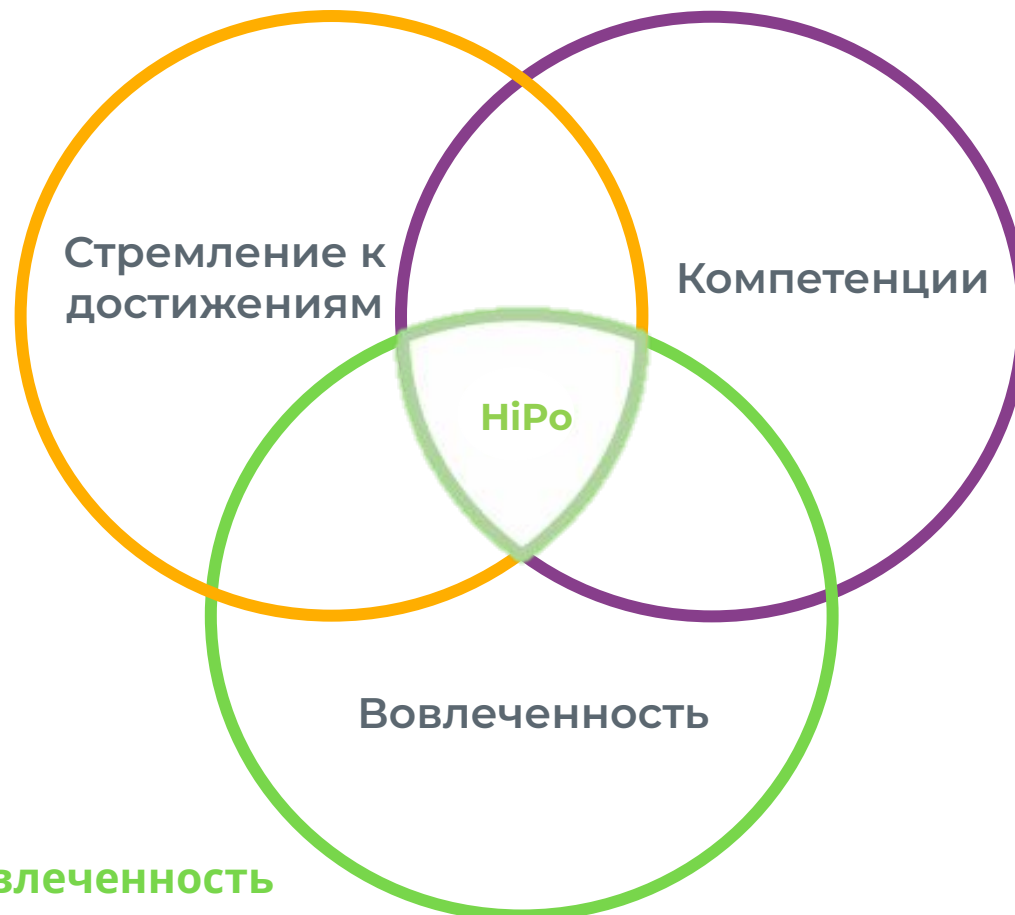 Стремление к
достижениям
Компетенции
HiPo
Вовлеченность
влеченность